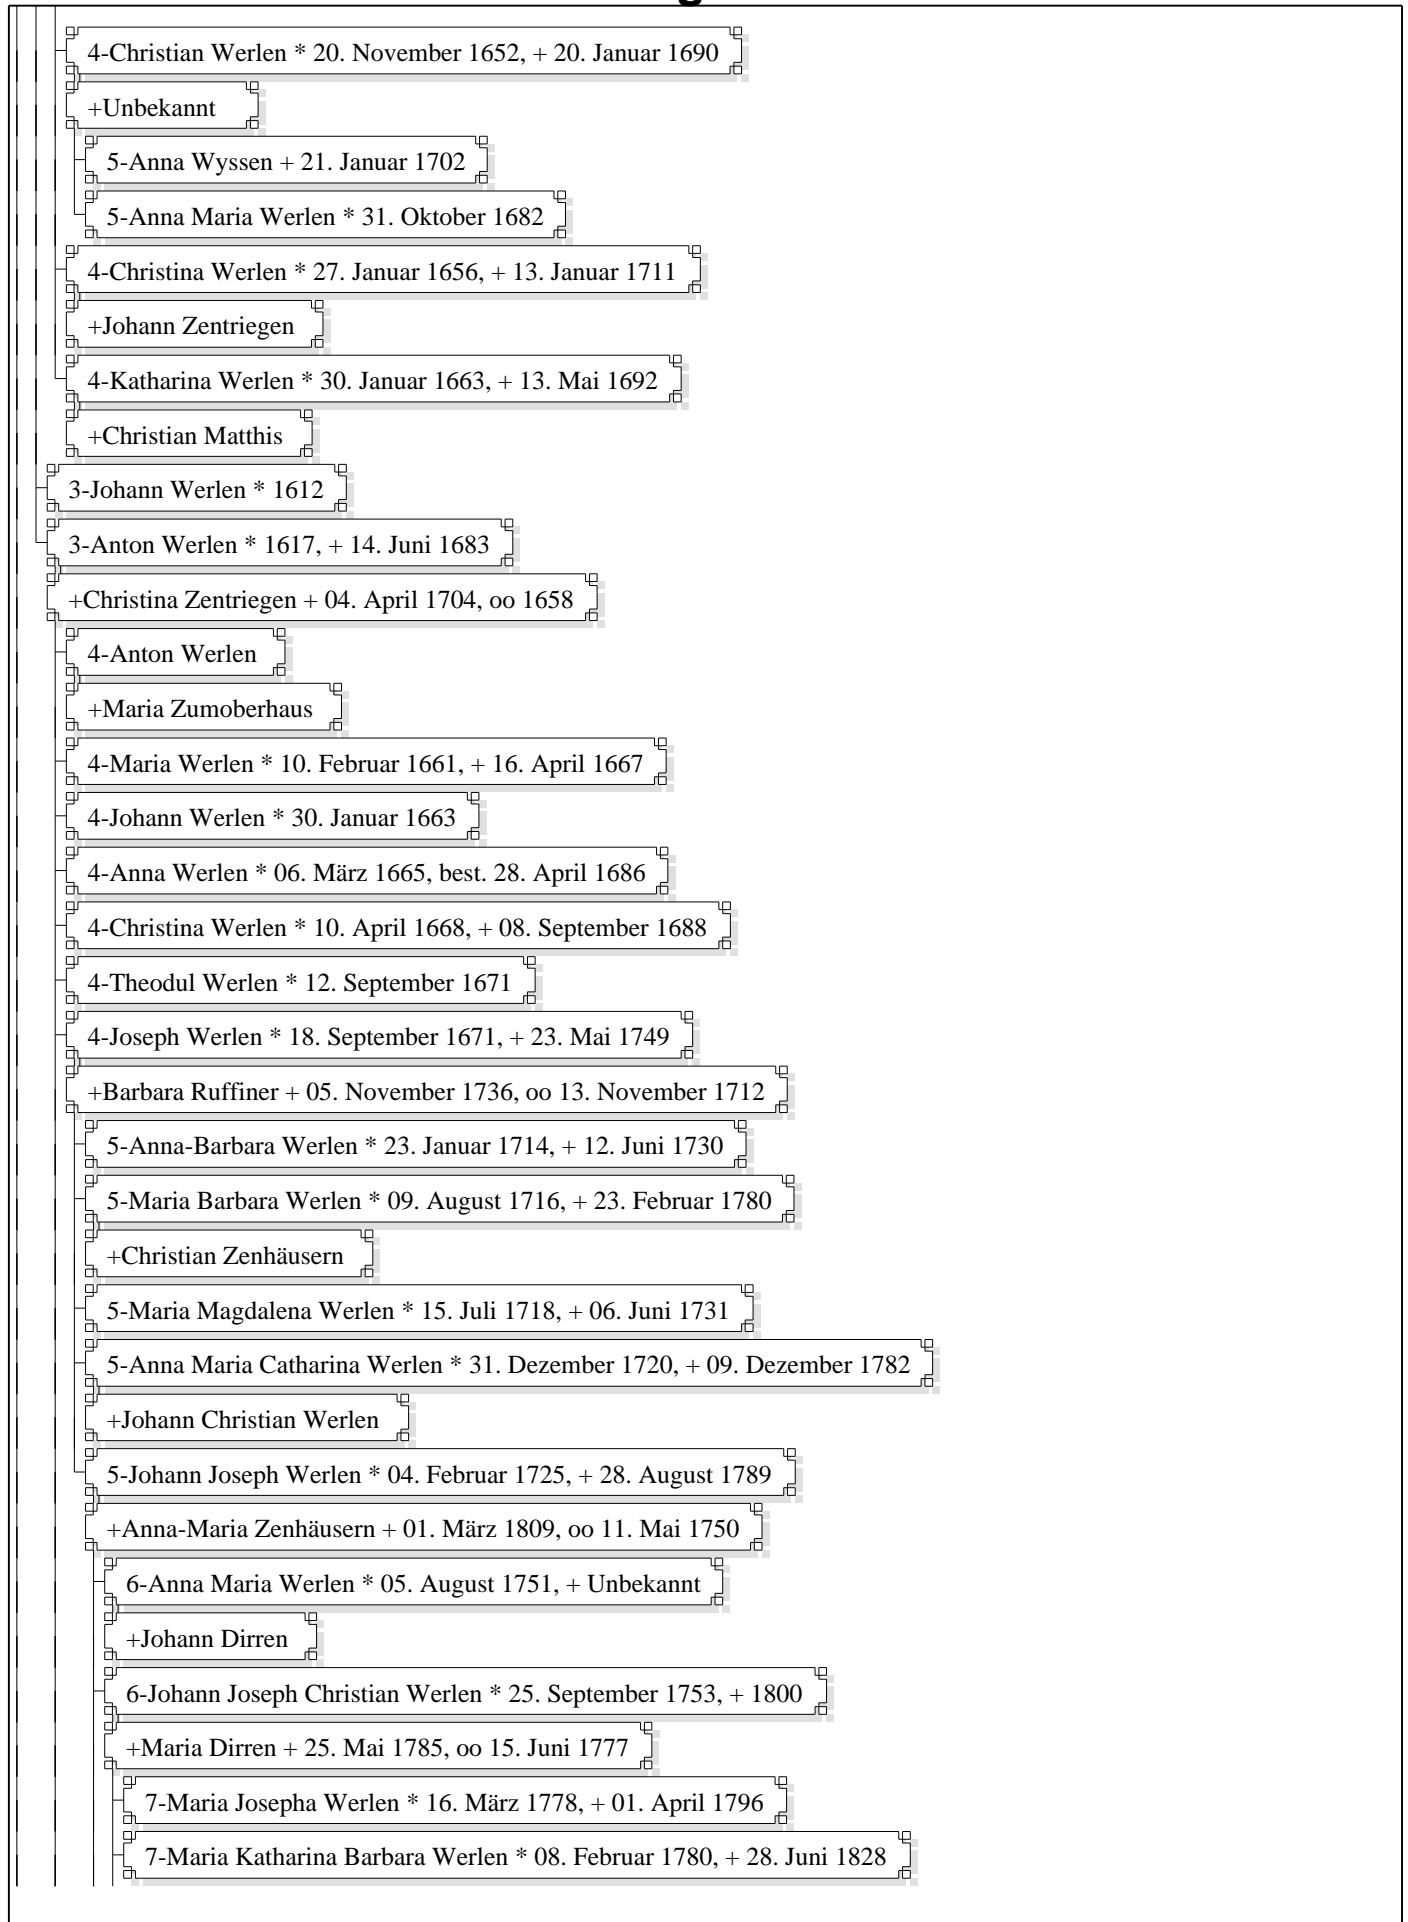 4-Christian Werlen * 20. November 1652, + 20. Januar 1690
+Unbekannt
5-Anna Wyssen + 21. Januar 1702
5-Anna Maria Werlen * 31. Oktober 1682
4-Christina Werlen * 27. Januar 1656, + 13. Januar 1711
+Johann Zentriegen
4-Katharina Werlen * 30. Januar 1663, + 13. Mai 1692
+Christian Matthis
3-Johann Werlen * 1612
3-Anton Werlen * 1617, + 14. Juni 1683
+Christina Zentriegen + 04. April 1704, oo 1658
4-Anton Werlen
+Maria Zumoberhaus
4-Maria Werlen * 10. Februar 1661, + 16. April 1667
4-Johann Werlen * 30. Januar 1663
4-Anna Werlen * 06. März 1665, best. 28. April 1686
4-Christina Werlen * 10. April 1668, + 08. September 1688
4-Theodul Werlen * 12. September 1671
4-Joseph Werlen * 18. September 1671, + 23. Mai 1749
+Barbara Ruffiner + 05. November 1736, oo 13. November 1712
5-Anna-Barbara Werlen * 23. Januar 1714, + 12. Juni 1730
5-Maria Barbara Werlen * 09. August 1716, + 23. Februar 1780
+Christian Zenhäusern
5-Maria Magdalena Werlen * 15. Juli 1718, + 06. Juni 1731
5-Anna Maria Catharina Werlen * 31. Dezember 1720, + 09. Dezember 1782
+Johann Christian Werlen
5-Johann Joseph Werlen * 04. Februar 1725, + 28. August 1789
+Anna-Maria Zenhäusern + 01. März 1809, oo 11. Mai 1750
6-Anna Maria Werlen * 05. August 1751, + Unbekannt
+Johann Dirren
6-Johann Joseph Christian Werlen * 25. September 1753, + 1800
+Maria Dirren + 25. Mai 1785, oo 15. Juni 1777
7-Maria Josepha Werlen * 16. März 1778, + 01. April 1796
7-Maria Katharina Barbara Werlen * 08. Februar 1780, + 28. Juni 1828